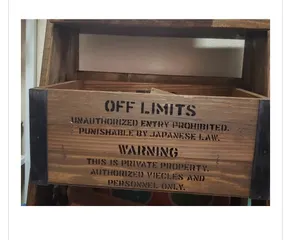 OFF LIMITS
UNAUTHORIZED ENTRY PROHIBITED.
PUNISHABLE BY JAPANESE LAW.
WARNING
THIS IS PRIVATE PROPERTY.
AUTHORIZED VIECLES AND
PERSONNEL ONLY.